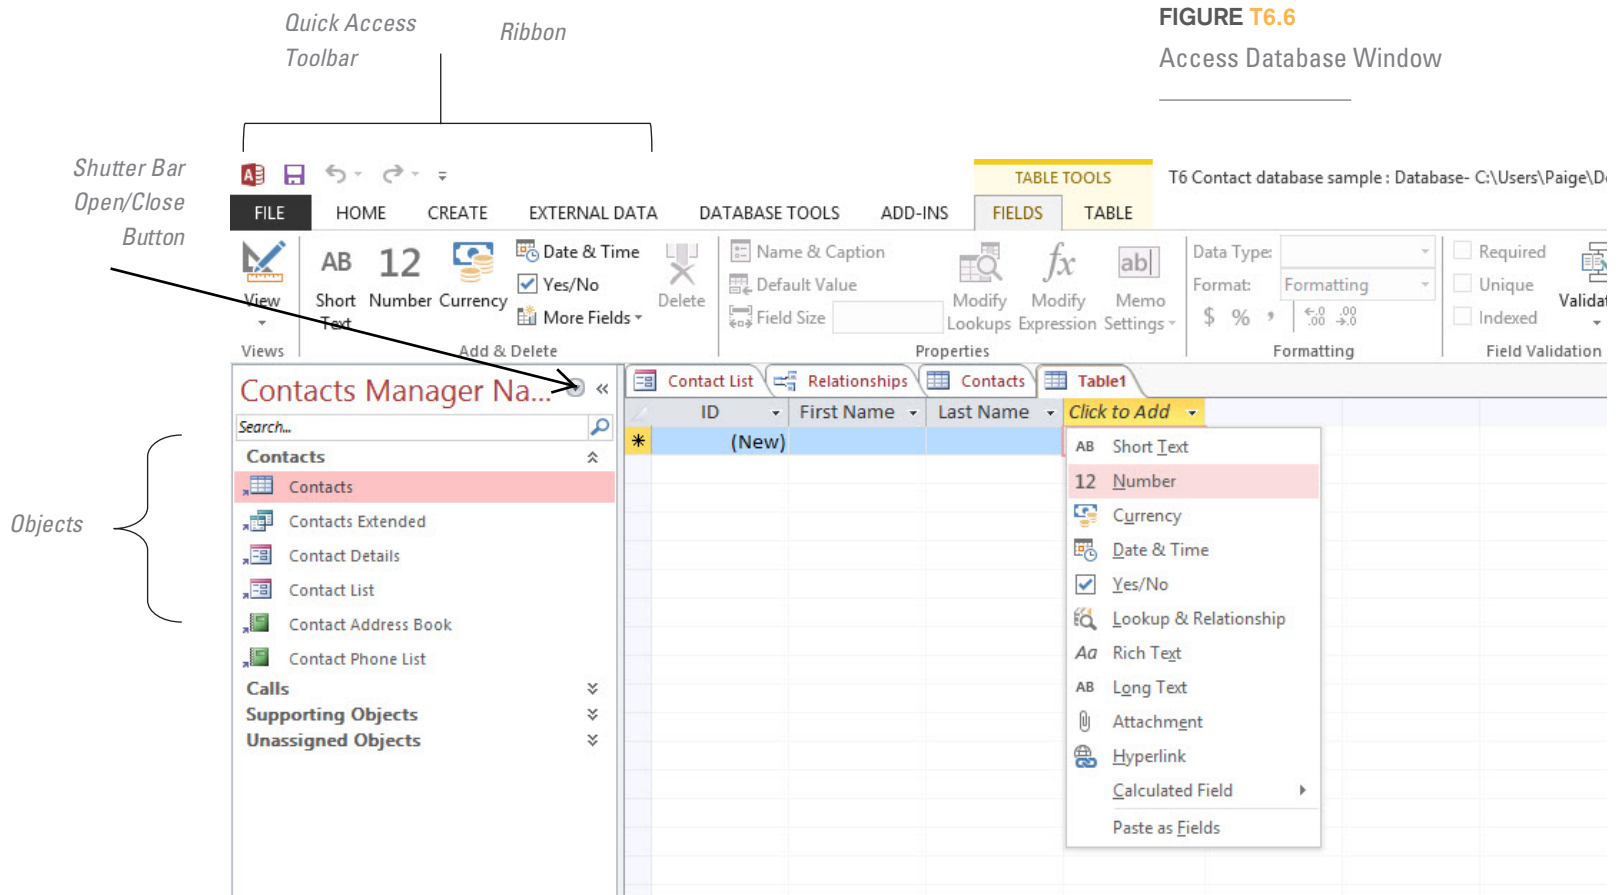 Quick Access
Toolbar
Ribbon
FIGURE T6.6
Access Database Window
Shutter Bar
Open/Close
Button
TABLE TOOLS
T6 Contact database sample : Database- C:\Users\Paige\D
FILE HOME CREATE EXTERNAL DATA DATABASE TOOLS ADD-INS FIELDS TABLE
View
Views
AB
Short
Text
12
Number
Currency
Date & Time
Yes/No
More Fields
Delete
Add & Delete
Name & Caption
Default Value
Field Size
Modify
Lookups
fx
Modify
Expression
ab
Memo
Settings
Properties
Data Type:
Format: Formatting
$ % , .0 .00 .00 .0
Formatting
Required
Unique
Indexed
Validat
Field Validation
Contacts Manager Na...
«
Search...
Contacts
Contacts
Contacts Extended
Contact Details
Contact List
Contact Address Book
Contact Phone List
Calls
Supporting Objects
Unassigned Objects
Objects
Contact List Relationships Contacts Table1
ID First Name Last Name Click to Add
* (New)
AB Short Text
12 Number
Currency
Date & Time
Yes/No
Lookup & Relationship
Aa Rich Text
AB Long Text
Attachment
Hyperlink
Calculated Field
Paste as Fields